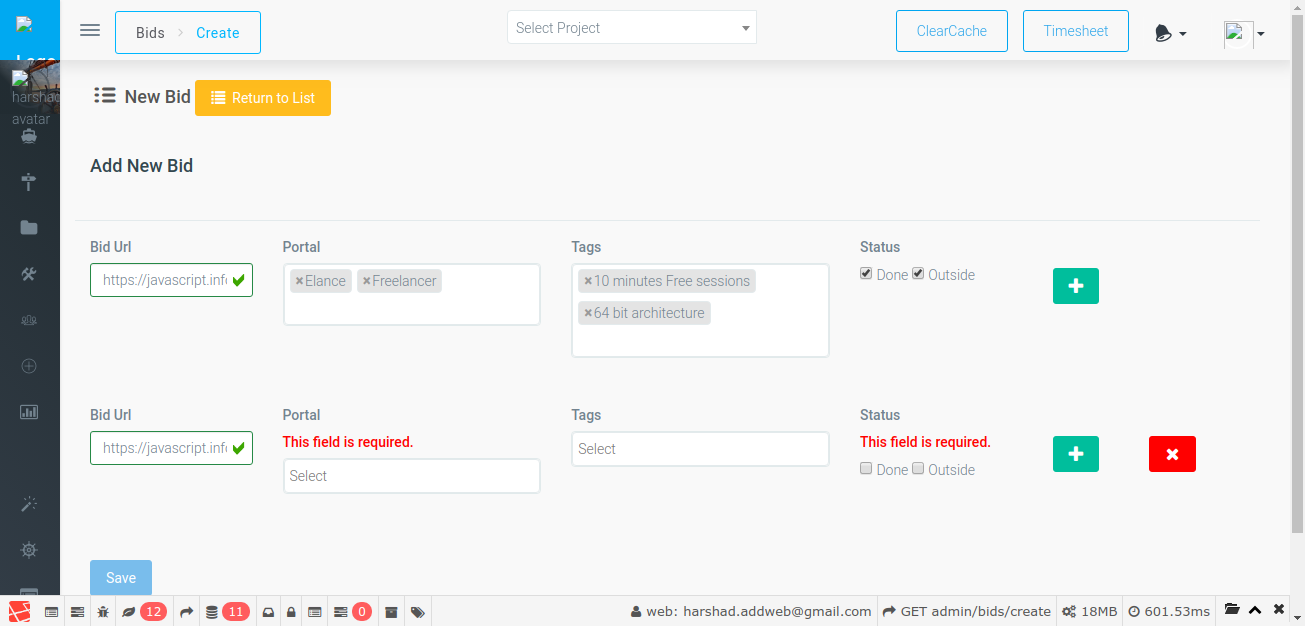 Bids > Create
Select Project
ClearCache
Timesheet
harshad
avatar
New Bid
Return to List
Add New Bid
Bid Url
Portal
Tags
Status
https://javascript.inf
×Elance ×Freelancer
×10 minutes Free sessions
×64 bit architecture
Done Outside
Bid Url
Portal
Tags
Status
https://javascript.inf
This field is required.
Select
Select
This field is required.
Done Outside
Save
12
11
0
web: harshad.addweb@gmail.com
GET admin/bids/create
18MB
601.53ms